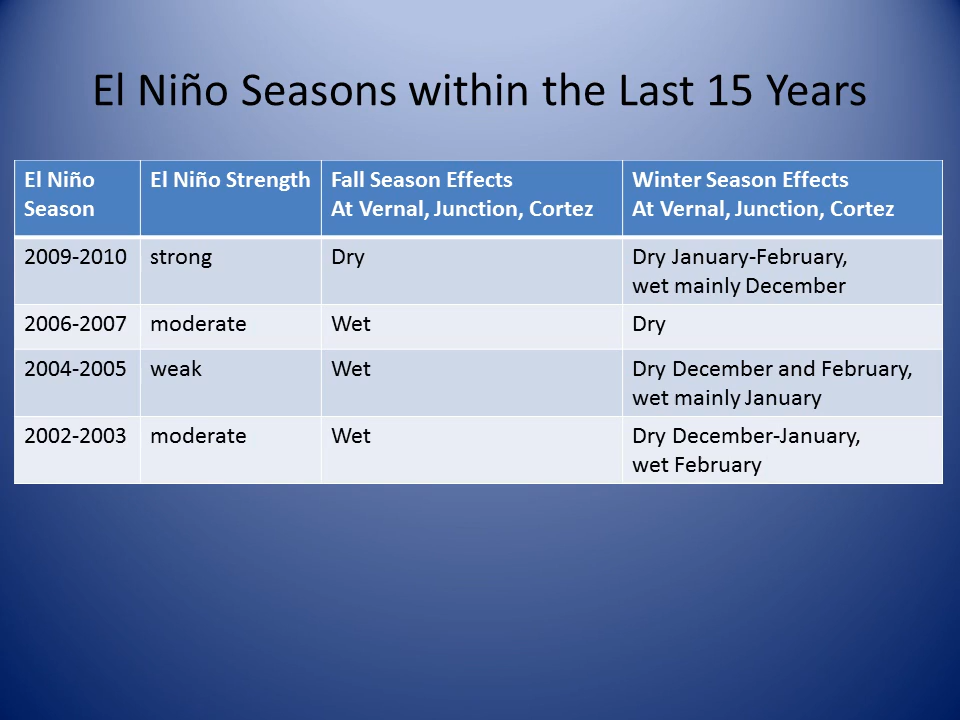 El Niño Seasons within the Last 15 Years
El Niño Season El Niño Strength Fall Season Effects At Vernal, Junction, Cortez Winter Season Effects At Vernal, Junction, Cortez
2009-2010 strong Dry Dry January-February, wet mainly December
2006-2007 moderate Wet Dry
2004-2005 weak Wet Dry December and February, wet mainly January
2002-2003 moderate Wet Dry December-January, wet February